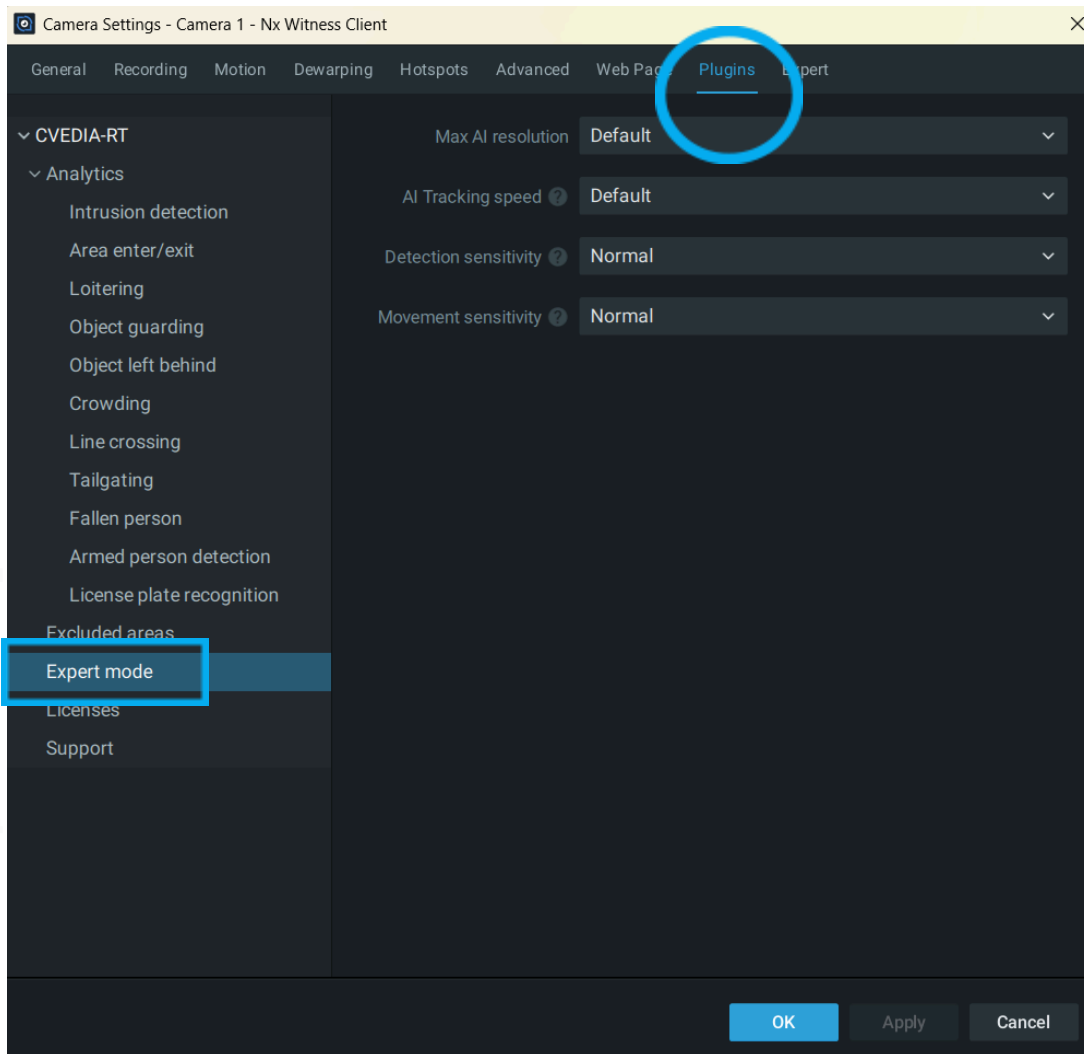 Camera Settings - Camera 1 - Nx Witness Client
General Recording Motion Dewarping Hotspots Advanced Web Page Plugins Expert
CVEDIA-RT
Analytics
Intrusion detection
Area enter/exit
Loitering
Object guarding
Object left behind
Crowding
Line crossing
Tailgating
Fallen person
Armed person detection
License plate recognition
Excluded areas
Expert mode
Licenses
Support
Max AI resolution Default
AI Tracking speed ? Default
Detection sensitivity ? Normal
Movement sensitivity ? Normal
OK Apply Cancel